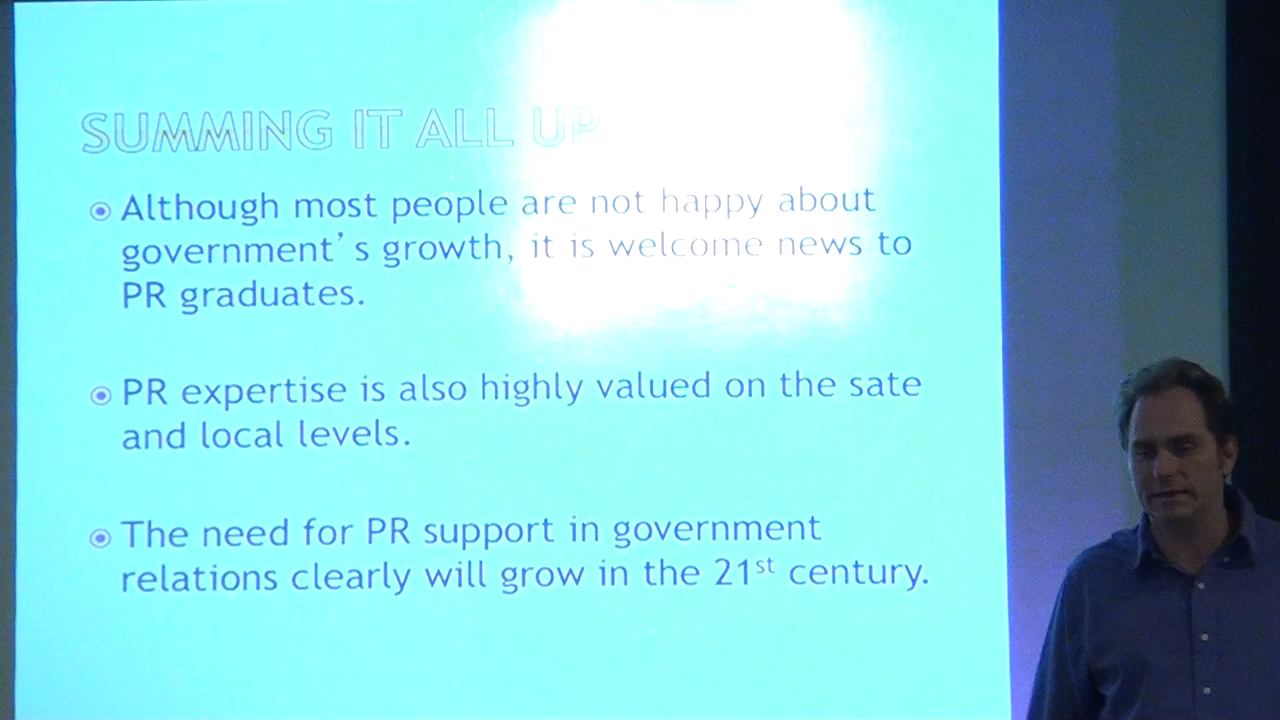 SUMMING IT ALL UP
Although most people are not happy about
government's growth, it is welcome news to
PR graduates.
PR expertise is also highly valued on the sate
and local levels.
The need for PR support in government
relations clearly will grow in the 21st century.